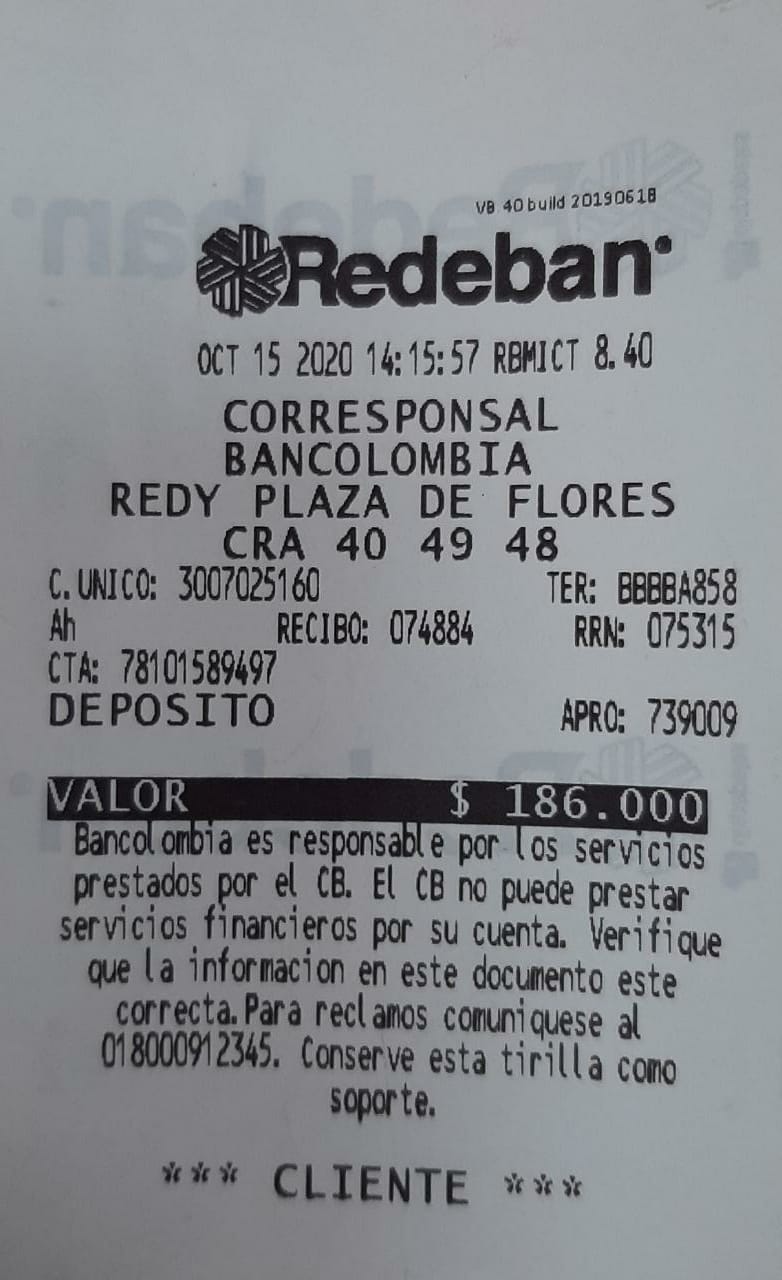 VB 40 build 20190618
Redeban
OCT 15 2020 14:15:57 RBMICT 8.40
CORRESPONSAL
BANCOLOMBIA
REDY PLAZA DE FLORES
CRA 40 49 48
C. UNICO: 3007025160 TER: BBBBA858
Ah RECIBO: 074884 RRN: 075315
CTA: 78101589497
DEPOSITO APRO: 739009
VALOR $ 186.000
Bancolombia es responsable por los servicios
prestados por el CB. El CB no puede prestar
servicios financieros por su cuenta. Verifique
que la informacion en este documento este
correcta. Para reclamos comuniquese al
018000912345. Conserve esta tirilla como
soporte.
*** CLIENTE ***